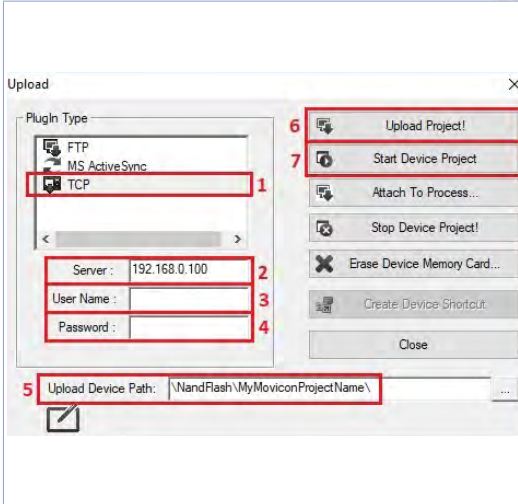 Upload
PlugIn Type
FTP
MS ActiveSync
TCP
1
Server :
192.168.0.100
2
User Name :
3
Password :
4
5
Upload Device Path:
\NandFlash\MyMoviconProjectName\
...
6
Upload Project!
7
Start Device Project
Attach To Process...
Stop Device Project!
Erase Device Memory Card...
Create Device Shortcut
Close